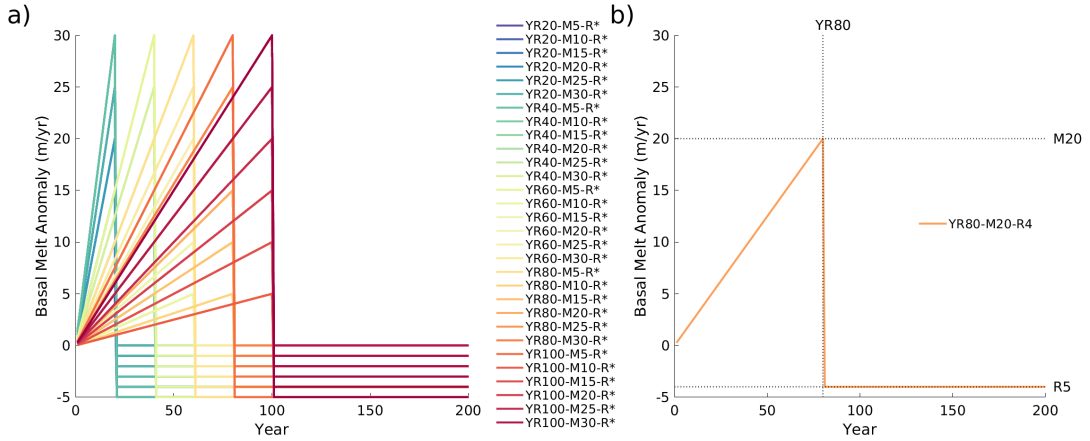 a)
Basal Melt Anomaly (m/yr)
30
25
20
15
10
5
0
-5
0
50
100
150
200
Year
YR20-M5-R*
YR20-M10-R*
YR20-M15-R*
YR20-M20-R*
YR20-M25-R*
YR20-M30-R*
YR40-M5-R*
YR40-M10-R*
YR40-M15-R*
YR40-M20-R*
YR40-M25-R*
YR40-M30-R*
YR60-M5-R*
YR60-M10-R*
YR60-M15-R*
YR60-M20-R*
YR60-M25-R*
YR60-M30-R*
YR80-M5-R*
YR80-M10-R*
YR80-M15-R*
YR80-M20-R*
YR80-M25-R*
YR80-M30-R*
YR100-M5-R*
YR100-M10-R*
YR100-M15-R*
YR100-M20-R*
YR100-M25-R*
YR100-M30-R*
b)
YR80
Basal Melt Anomaly (m/yr)
30
25
20
15
10
5
0
-5
0
50
100
150
200
Year
M20
YR80-M20-R4
R5